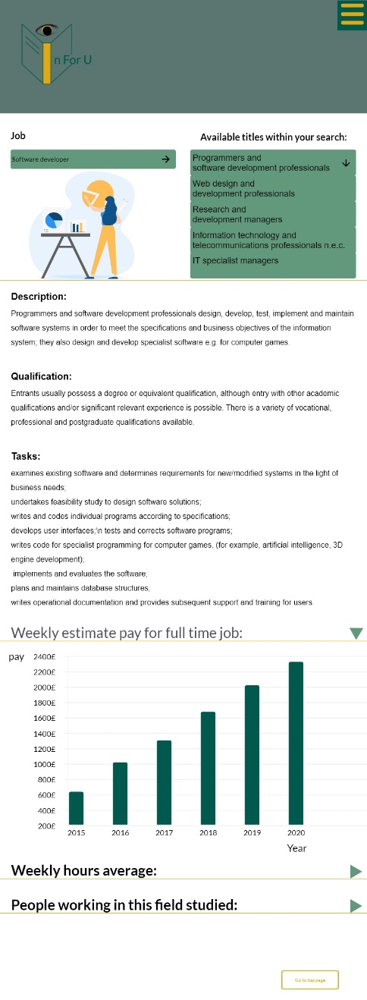 n For U
Job
Available titles within your search:
Software developer
Programmers and
software development professionals
Web design and
development professionals
Research and
development managers
Information technology and
telecommunications professionals n.e.c.
IT specialist managers
Description:
Programmers and software development professionals design, develop, test, implement and maintain
software systems in order to meet the specifications and business objectives of the information
system; they also design and develop specialist software e.g. for computer games.
Qualification:
Entrants usually possess a degree or equivalent qualification, although entry with other academic
qualifications and/or significant relevant experience is possible. There is a variety of vocational,
professional and postgraduate qualifications available.
Tasks:
examines existing software and determines requirements for new/modified systems in the light of
business needs;
undertakes feasibility study to design software solutions;
writes and codes individual programs according to specifications;
develops user interfaces;\n tests and corrects software programs;
writes code for specialist programming for computer games, (for example, artificial intelligence, 3D
engine development);
implements and evaluates the software;
plans and maintains database structures;
writes operational documentation and provides subsequent support and training for users.
Weekly estimate pay for full time job:
pay
2400£
2200£
2000£
1800£
1600£
1400£
1200£
1000£
800£
600£
400£
200£
2015 2016 2017 2018 2019 2020
Year
Weekly hours average:
People working in this field studied:
Go to top page